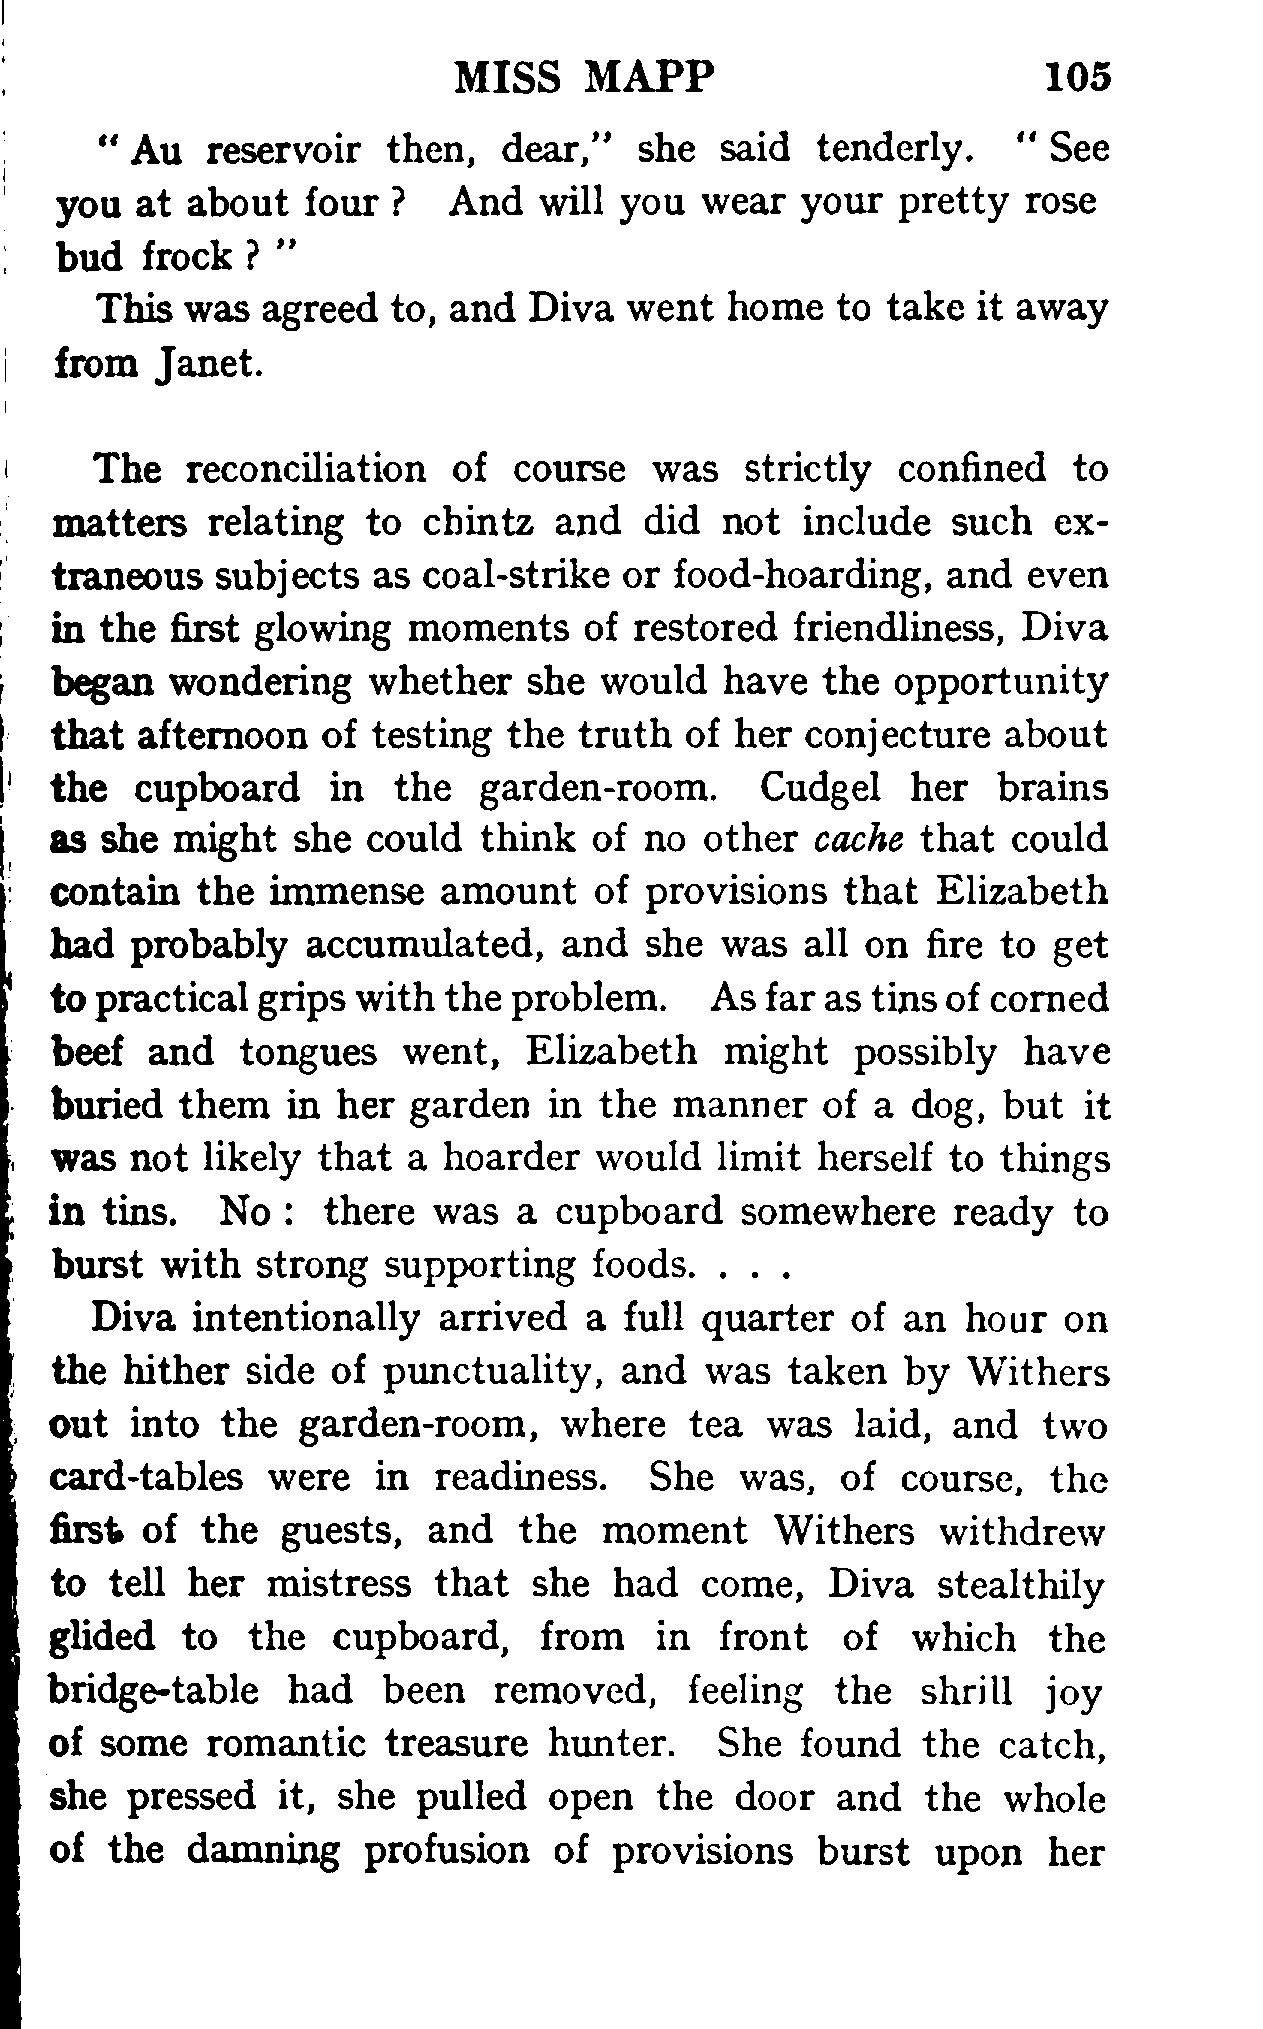 MISS MAPP 105
“ Au reservoir then, dear,” she said tenderly. “ See
you at about four ? And will you wear your pretty rose
bud frock ? ”
This was agreed to, and Diva went home to take it away
from Janet.
The reconciliation of course was strictly confined to
matters relating to chintz and did not include such ex-
traneous subjects as coal-strike or food-hoarding, and even
in the first glowing moments of restored friendliness, Diva
began wondering whether she would have the opportunity
that afternoon of testing the truth of her conjecture about
the cupboard in the garden-room. Cudgel her brains
as she might she could think of no other cache that could
contain the immense amount of provisions that Elizabeth
had probably accumulated, and she was all on fire to get
to practical grips with the problem. As far as tins of corned
beef and tongues went, Elizabeth might possibly have
buried them in her garden in the manner of a dog, but it
was not likely that a hoarder would limit herself to things
in tins. No : there was a cupboard somewhere ready to
burst with strong supporting foods. . . .
Diva intentionally arrived a full quarter of an hour on
the hither side of punctuality, and was taken by Withers
out into the garden-room, where tea was laid, and two
card-tables were in readiness. She was, of course, the
first of the guests, and the moment Withers withdrew
to tell her mistress that she had come, Diva stealthily
glided to the cupboard, from in front of which the
bridge-table had been removed, feeling the shrill joy
of some romantic treasure hunter. She found the catch,
she pressed it, she pulled open the door and the whole
of the damning profusion of provisions burst upon her